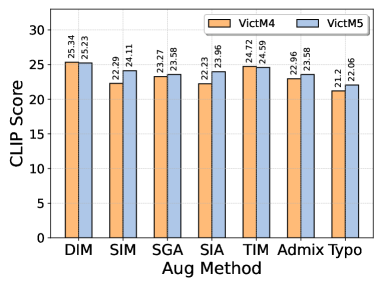 VictM4 VictM5
30
25
20
15
10
5
0
CLIP Score
25.34 25.23 22.29 24.11 23.27 23.58 22.23 23.96 24.72 24.59 22.96 23.58 21.2 22.06
DIM SIM SGA SIA TIM Admix Typo
Aug Method